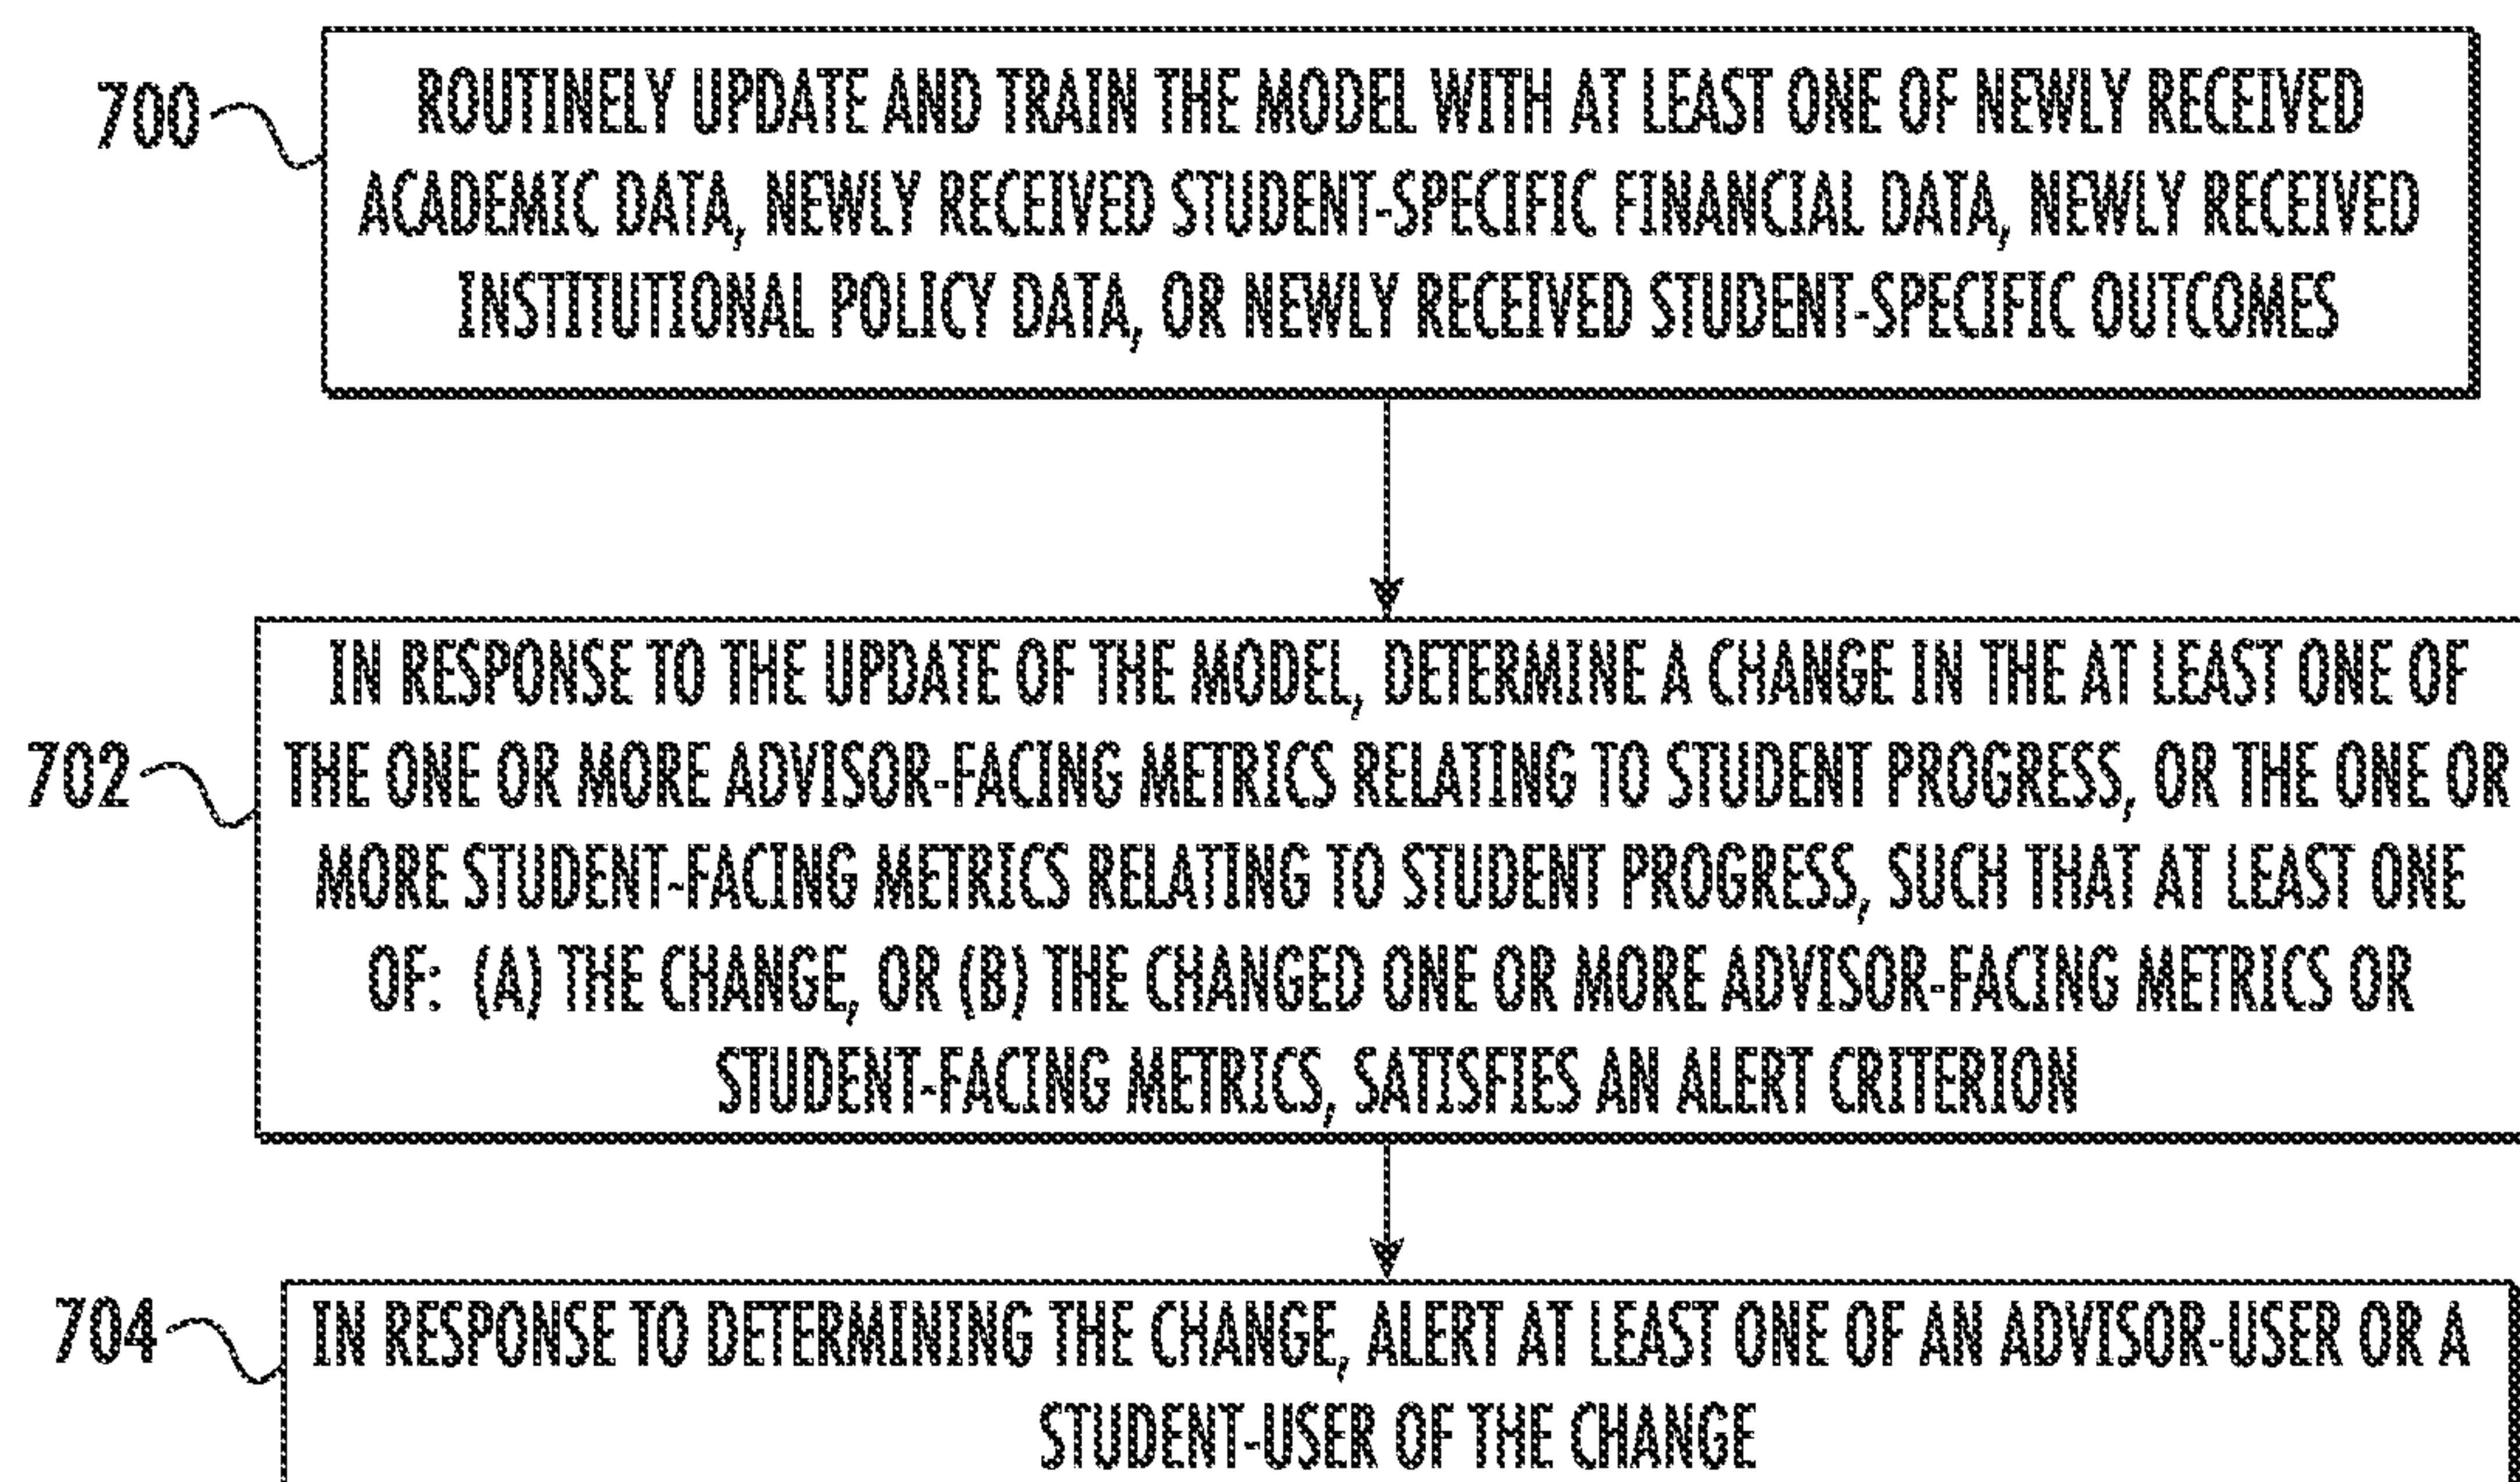 700
ROUTINELY UPDATE AND TRAIN THE MODEL WITH AT LEAST ONE OF NEWLY RECEIVED
ACADEMIC DATA, NEWLY RECEIVED STUDENT-SPECIFIC FINANCIAL DATA, NEWLY RECEIVED
INSTITUTIONAL POLICY DATA, OR NEWLY RECEIVED STUDENT-SPECIFIC OUTCOMES
702
IN RESPONSE TO THE UPDATE OF THE MODEL, DETERMINE A CHANGE IN THE AT LEAST ONE OF
THE ONE OR MORE ADVISOR-FACING METRICS RELATING TO STUDENT PROGRESS, OR THE ONE OR
MORE STUDENT-FACING METRICS RELATING TO STUDENT PROGRESS, SUCH THAT AT LEAST ONE
OF: (A) THE CHANGE, OR (B) THE CHANGED ONE OR MORE ADVISOR-FACING METRICS OR
STUDENT-FACING METRICS, SATISFIES AN ALERT CRITERION
704
IN RESPONSE TO DETERMINING THE CHANGE, ALERT AT LEAST ONE OF AN ADVISOR-USER OR A
STUDENT-USER OF THE CHANGE